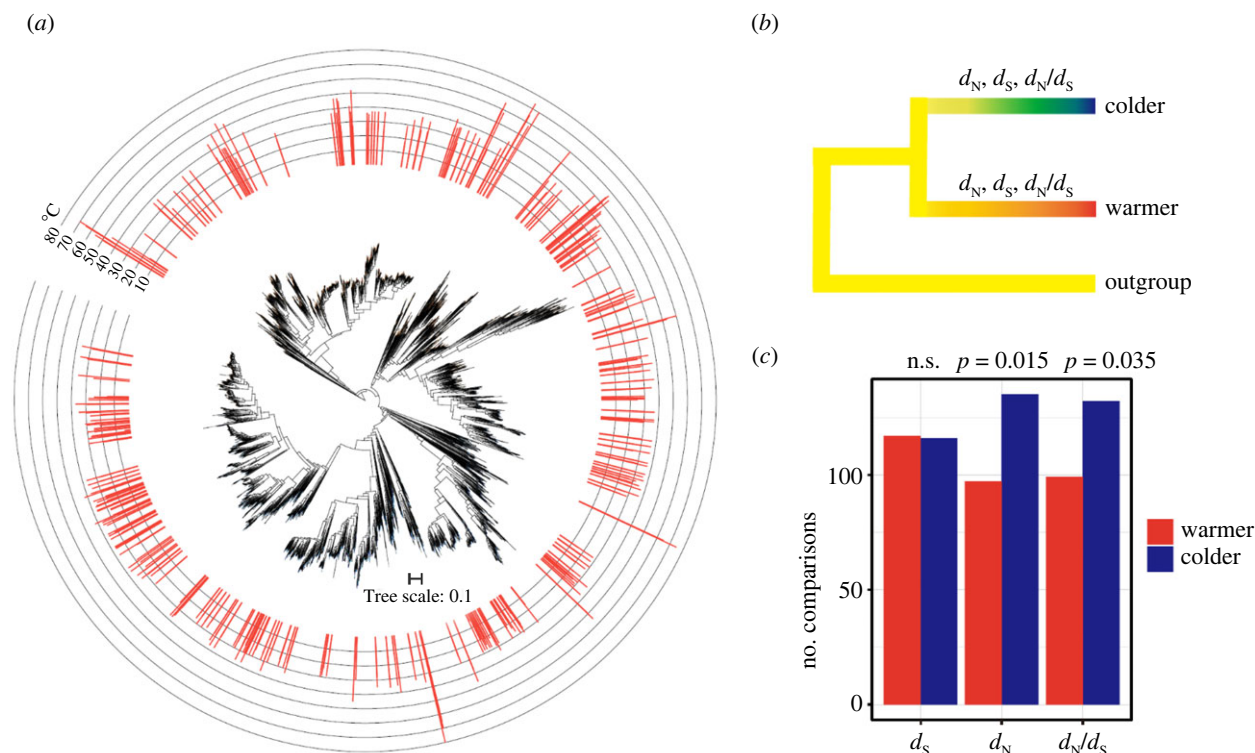 (a)
°C
80
70
60
50
40
30
20
10
Tree scale: 0.1
(b)
dN, dS, dN/dS
colder
dN, dS, dN/dS
warmer
outgroup
(c)
n.s. p = 0.015 p = 0.035
no. comparisons
100
50
0
dS dN dN/dS
warmer
colder